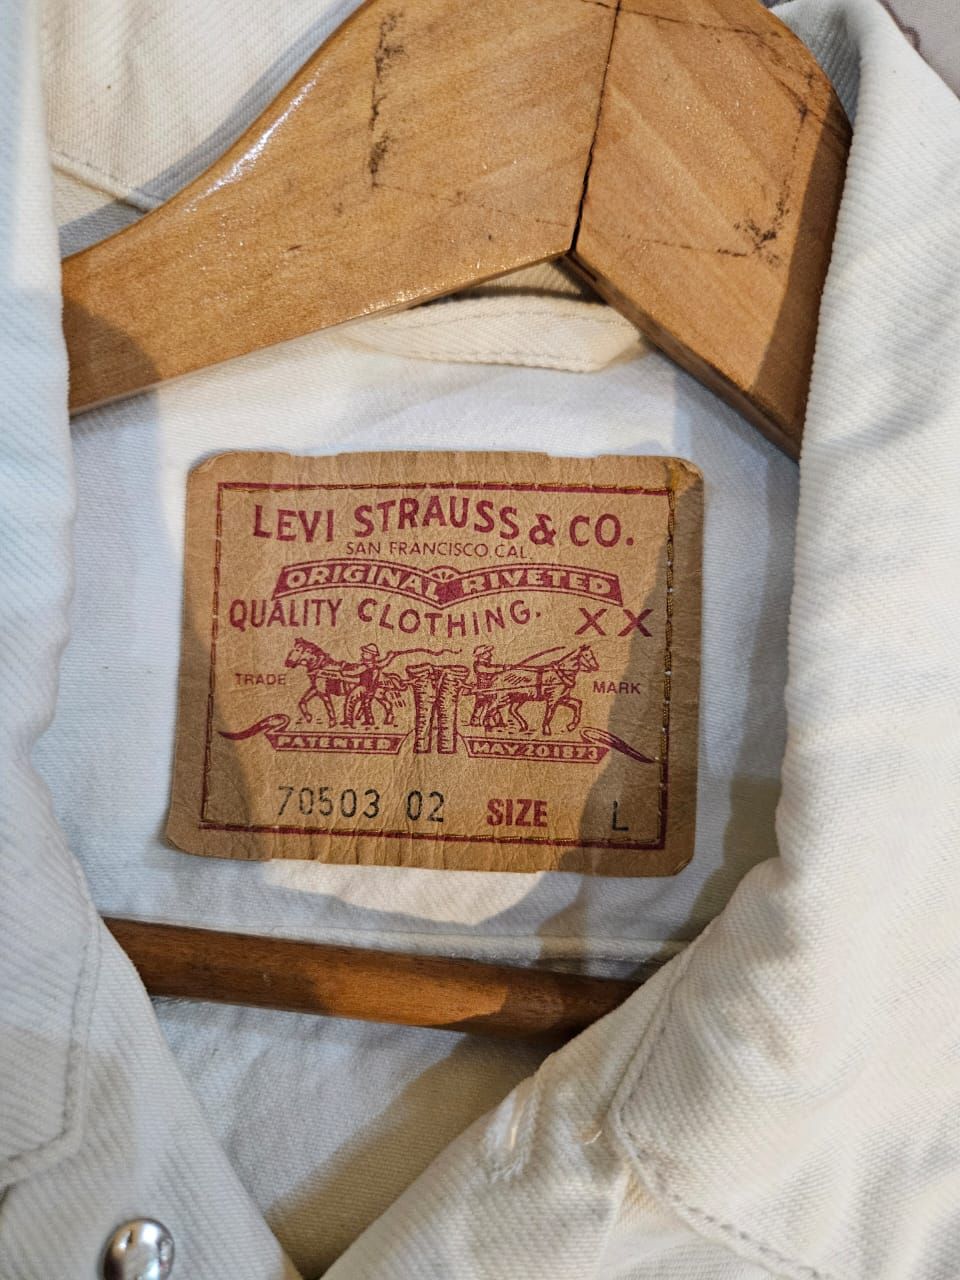 LEVI STRAUSS & CO.
SAN FRANCISCO CAL.
ORIGINAL RIVETED
QUALITY CLOTHING. XX
TRADE MARK
PATENTED MAY 20 1873
70503 02 SIZE L